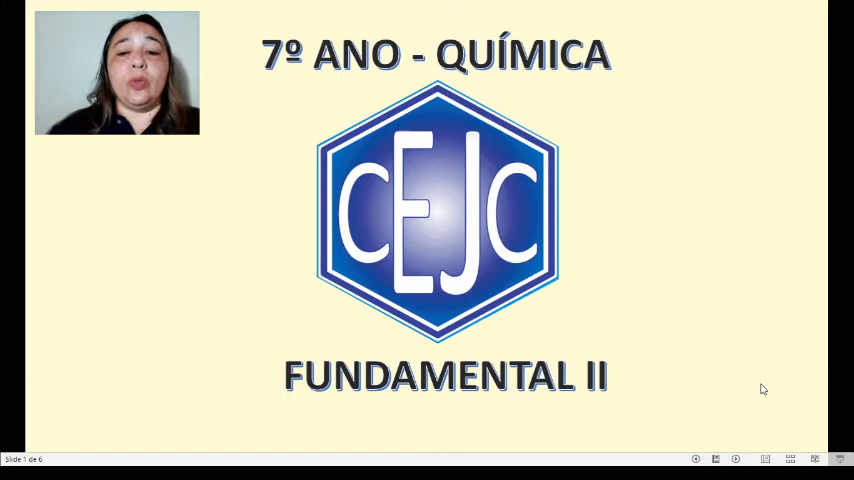 7º ANO - QUÍMICA
CEJC
FUNDAMENTAL II
Slide 1 de 6